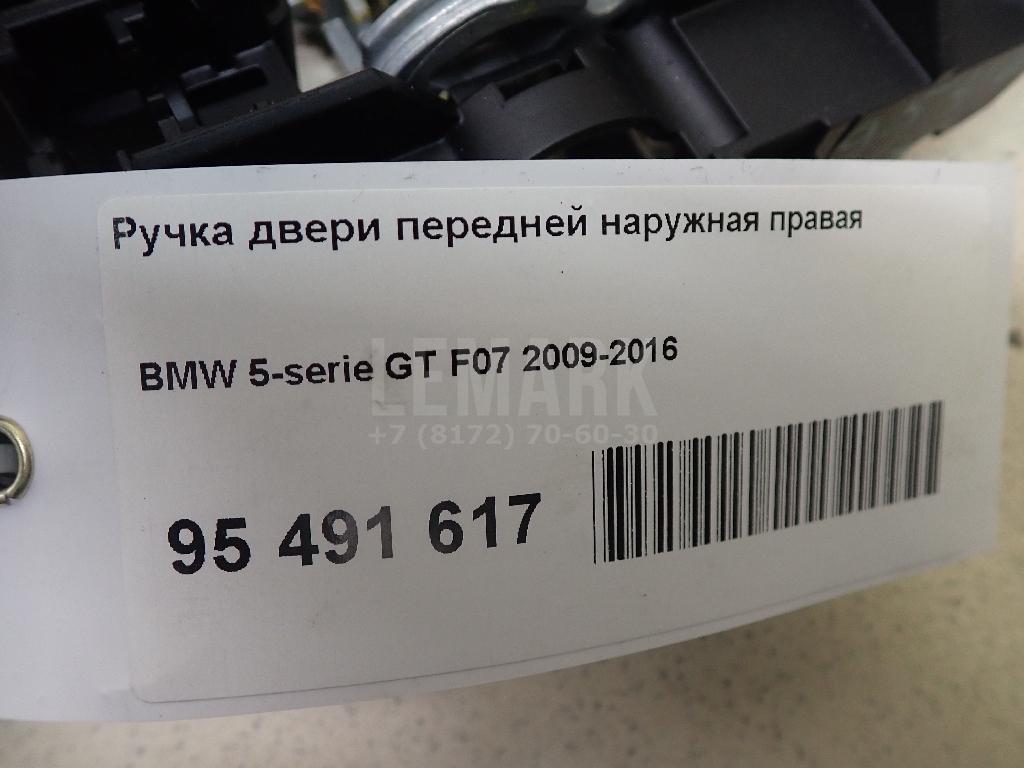 Ручка двери передней наружная правая
BMW 5-serie GT F07 2009-2016
LEMARK
+7 (8172) 70-60-30
95 491 617